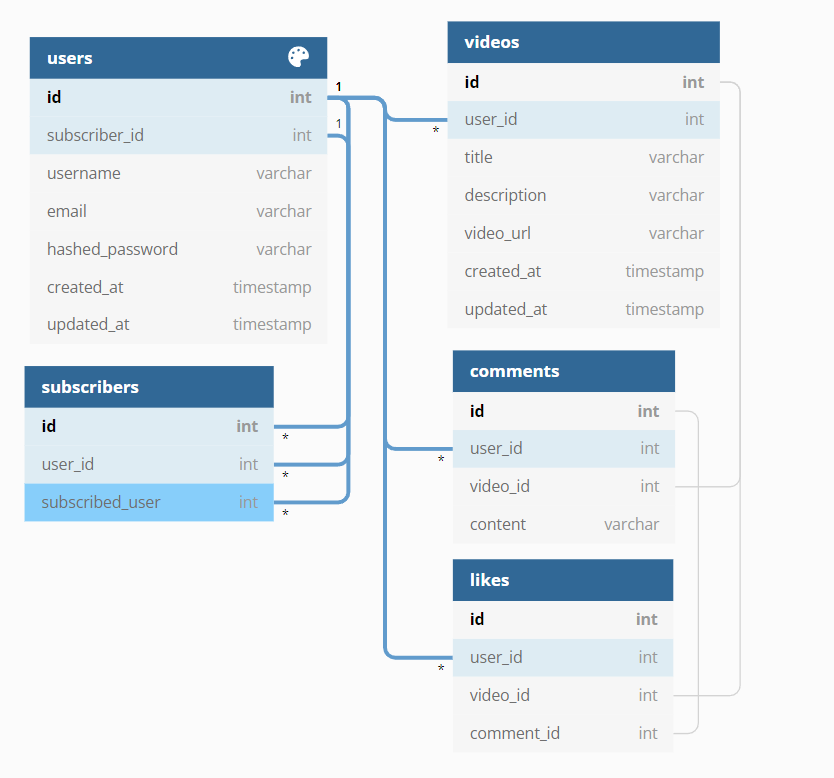 users
id int
subscriber_id int
username varchar
email varchar
hashed_password varchar
created_at timestamp
updated_at timestamp
1
1
subscribers
id int
user_id int
subscribed_user int
*
*
*
videos
id int
user_id int
title varchar
description varchar
video_url varchar
created_at timestamp
updated_at timestamp
*
comments
id int
user_id int
video_id int
content varchar
*
likes
id int
user_id int
video_id int
comment_id int
*